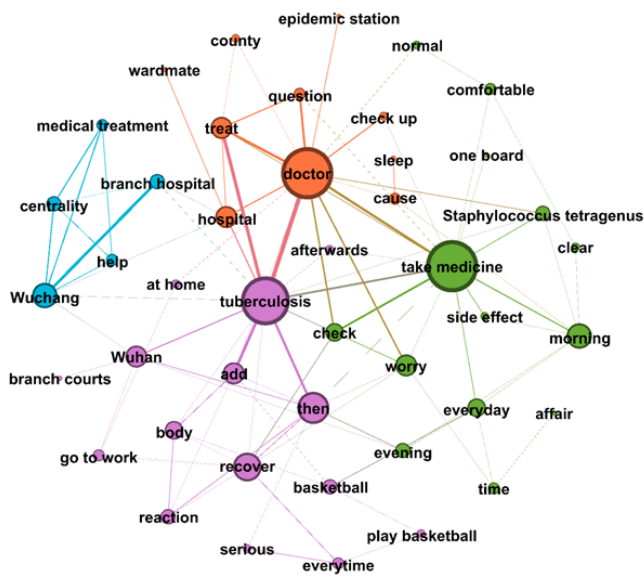 epidemic station
county
normal
wardmate
question
comfortable
medical treatment
treat
check up
branch hospital
doctor
sleep
one board
centrality
hospital
cause
Staphylococcus tetragenus
help
afterwards
take medicine
clear
Wuchang
at home
tuberculosis
side effect
check
morning
Wuhan
branch courts
add
worry
then
everyday
affair
body
go to work
recover
evening
basketball
time
reaction
play basketball
serious
everytime